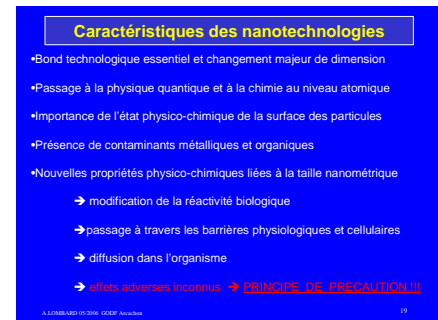 Caractéristiques des nanotechnologies
•Bond technologique essentiel et changement majeur de dimension
•Passage à la physique quantique et à la chimie au niveau atomique
•Importance de l'état physico-chimique de la surface des particules
•Présence de contaminants métalliques et organiques
•Nouvelles propriétés physico-chimiques liées à la taille nanométrique
➔ modification de la réactivité biologique
➔passage à travers les barrières physiologiques et cellulaires
➔ diffusion dans l'organisme
➔ effets adverses inconnus ➔ PRINCIPE DE PRECAUTION !!!
A.LOMBARD 05/2006 GODF Arcachon
19